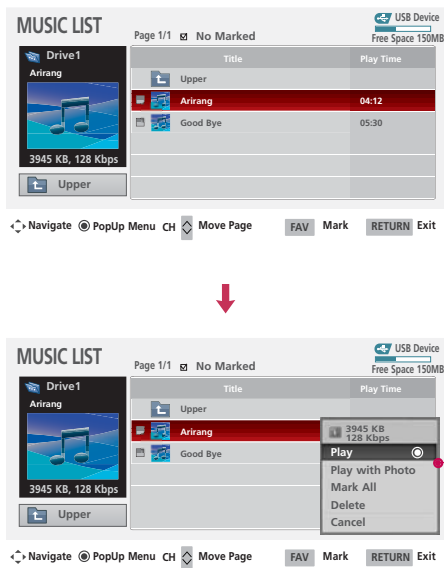 MUSIC LIST
Page 1/1 No Marked
USB Device
Free Space 150MB
Drive1
Arirang
3945 KB, 128 Kbps
Upper
Title Play Time
Upper
Arirang 04:12
Good Bye 05:30
Navigate PopUp Menu CH Move Page FAV Mark RETURN Exit
MUSIC LIST
Page 1/1 No Marked
USB Device
Free Space 150MB
Drive1
Arirang
3945 KB, 128 Kbps
Upper
Title Play Time
Upper
Arirang
Good Bye
3945 KB
128 Kbps
Play
Play with Photo
Mark All
Delete
Cancel
Navigate PopUp Menu CH Move Page FAV Mark RETURN Exit